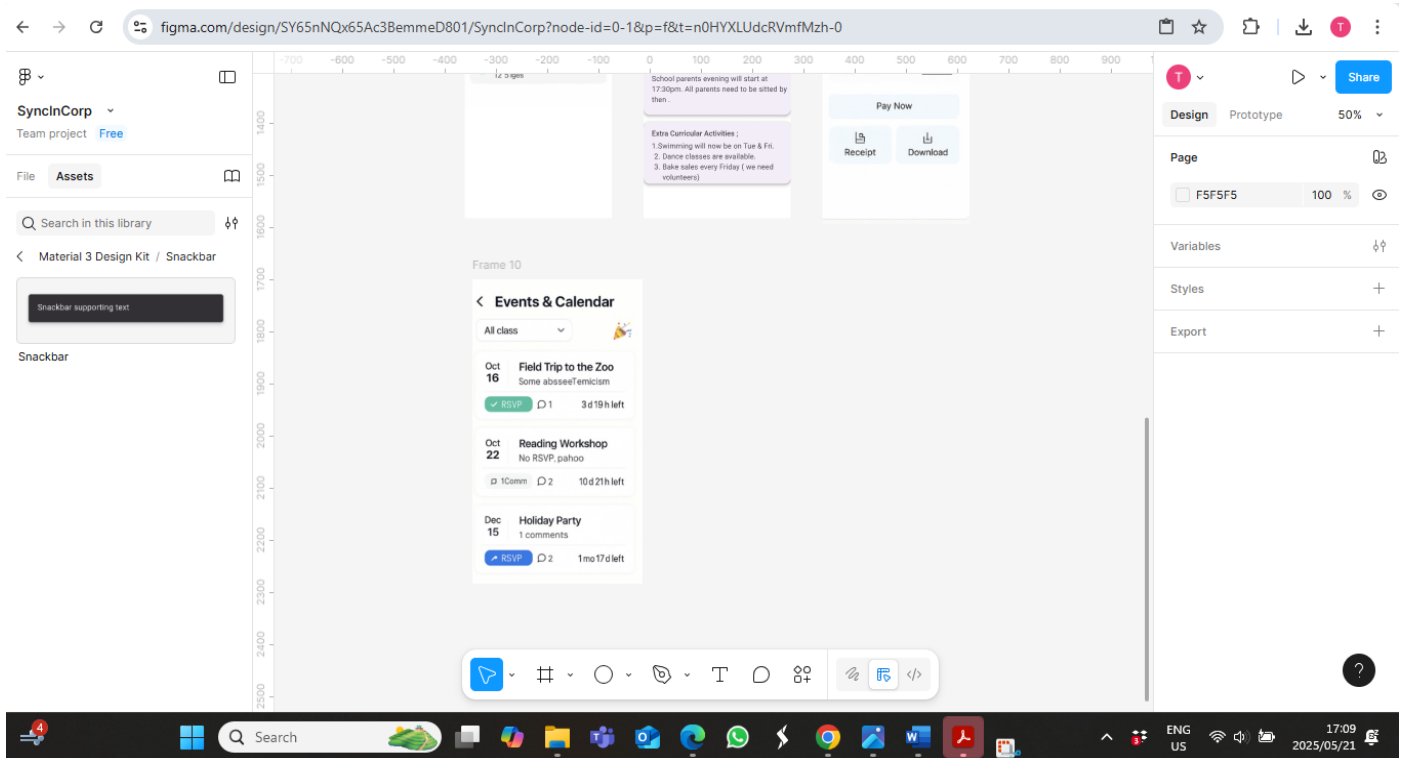 figma.com/design/SY65nNQx65Ac3BemmeD801/SyncInCorp?node-id=0-1&p=f&t=n0HYXLUdcRVmfMzh-0
T
SyncInCorp
Team project Free
File Assets
Search in this library
Material 3 Design Kit / Snackbar
Snackbar supporting text
Snackbar
-700 -600 -500 -400 -300 -200 -100 0 100 200 300 400 500 600 700 800 900
1400
1500
1600
1700
1800
1900
2000
2100
2200
2300
2400
2500
School parents evening will start at
17:30pm. All parents need to be sitted by
then .
Extra Curricular Activities ;
1.Swimming will now be on Tue & Fri.
2. Dance classes are available.
3. Bake sales every Friday ( we need
volunteers)
Pay Now
Receipt Download
Frame 10
Events & Calendar
All class
Oct
16
Field Trip to the Zoo
Some absseeTemicism
RSVP 1 3d19h left
Oct
22
Reading Workshop
No RSVP, pahoo
1Comm 2 10d21h left
Dec
15
Holiday Party
1 comments
RSVP 2 1mo17d left
T
Share
Design Prototype 50%
Page
F5F5F5 100 %
Variables
Styles
Export
?
4
Search
ENG
US
17:09
2025/05/21